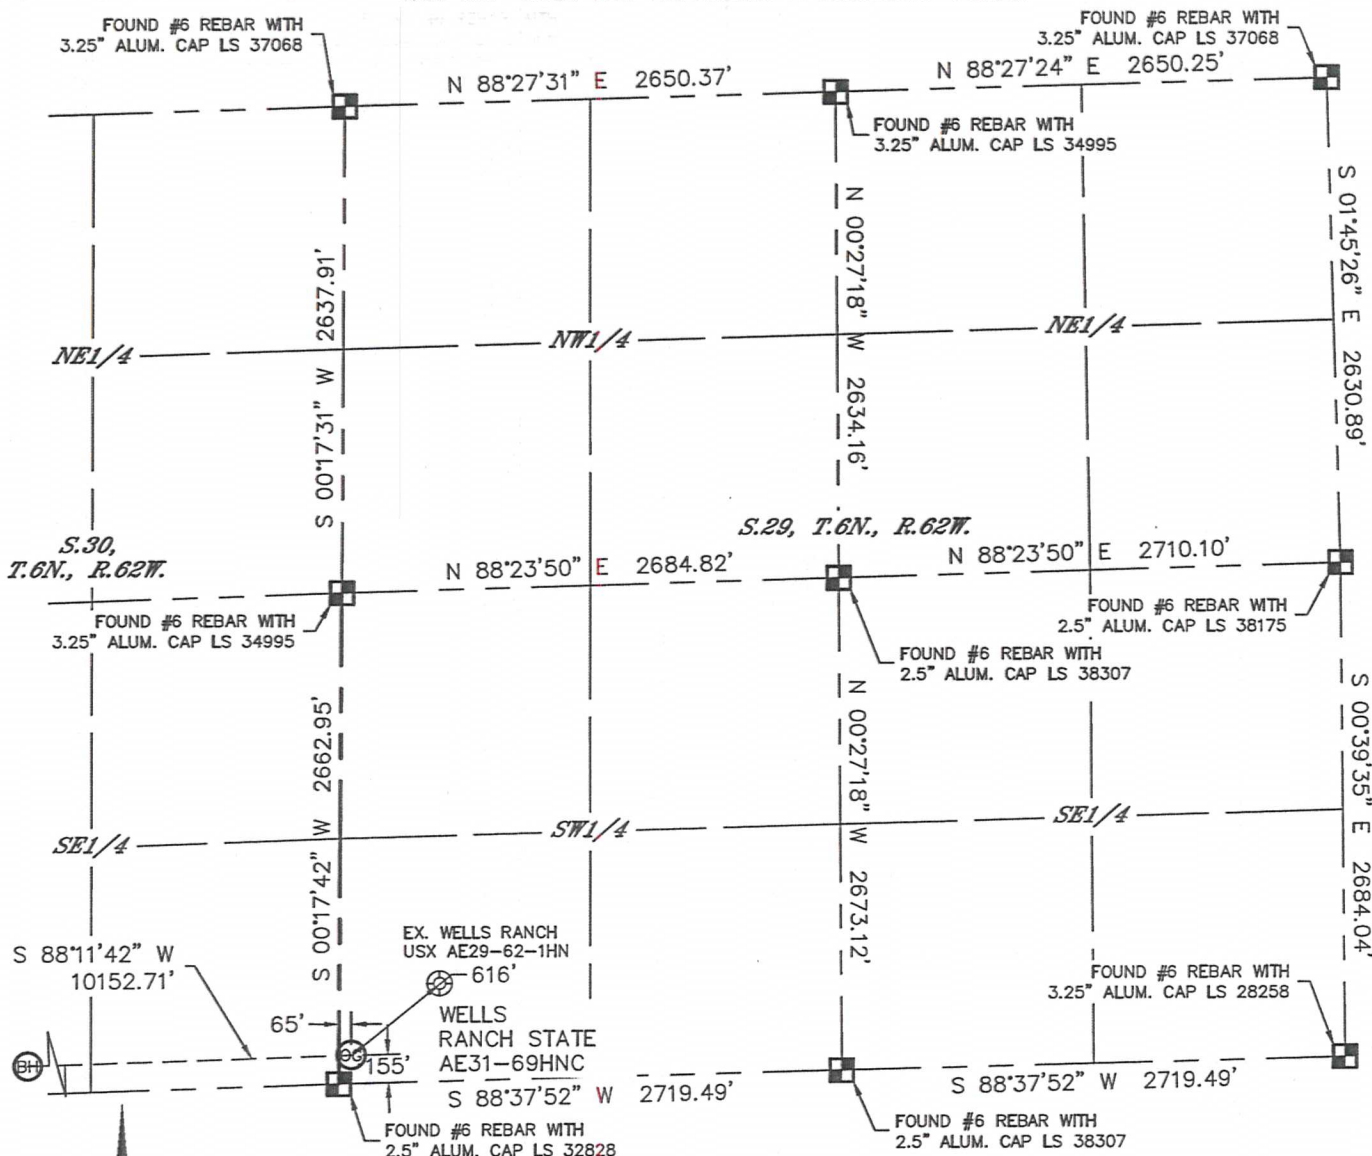 FOUND #6 REBAR WITH
3.25" ALUM. CAP LS 37068
FOUND #6 REBAR WITH
3.25" ALUM. CAP LS 37068
N 88°27'31" E 2650.37'
N 88°27'24" E 2650.25'
FOUND #6 REBAR WITH
3.25" ALUM. CAP LS 34995
S 00°17'31" W 2637.91'
N 00°27'18" W 2634.16'
S 01°45'26" E 2630.89'
NE1/4
NW1/4
NE1/4
S.30,
T.6N., R.62W.
S.29, T.6N., R.62W.
N 88°23'50" E 2684.82'
N 88°23'50" E 2710.10'
FOUND #6 REBAR WITH
3.25" ALUM. CAP LS 34995
FOUND #6 REBAR WITH
2.5" ALUM. CAP LS 38175
FOUND #6 REBAR WITH
2.5" ALUM. CAP LS 38307
S 00°17'42" W 2662.95'
N 00°27'18" W 2673.12'
S 00°39'35" E 2684.04'
SE1/4
SW1/4
SE1/4
S 88°11'42" W
10152.71'
EX. WELLS RANCH
USX AE29-62-1HN
616'
FOUND #6 REBAR WITH
3.25" ALUM. CAP LS 28258
65'
WELLS
RANCH STATE
AE31-69HNC
BH
OG
155'
S 88°37'52" W 2719.49'
S 88°37'52" W 2719.49'
FOUND #6 REBAR WITH
2.5" ALUM. CAP LS 32828
FOUND #6 REBAR WITH
2.5" ALUM. CAP LS 38307